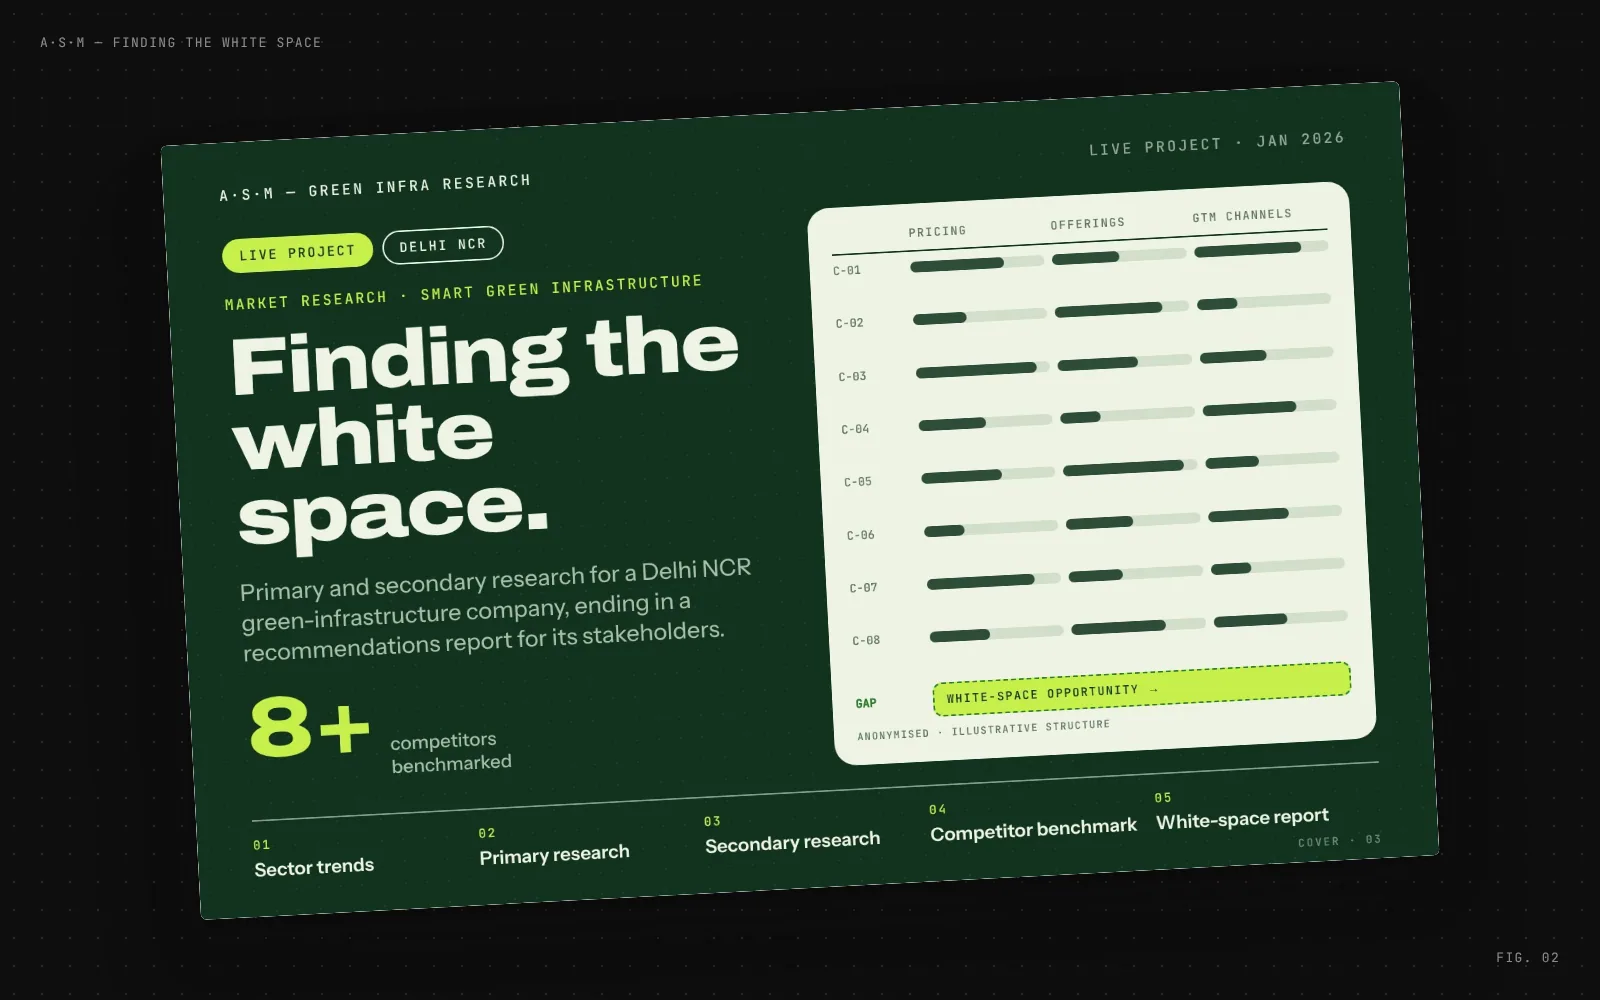 A·S·M — FINDING THE WHITE SPACE
LIVE PROJECT · JAN 2026
A·S·M — GREEN INFRA RESEARCH
LIVE PROJECT
DELHI NCR
MARKET RESEARCH · SMART GREEN INFRASTRUCTURE
Finding the
white
space.
Primary and secondary research for a Delhi NCR
green-infrastructure company, ending in a
recommendations report for its stakeholders.
8+
competitors
benchmarked
PRICING OFFERINGS GTM CHANNELS
C-01
C-02
C-03
C-04
C-05
C-06
C-07
C-08
GAP WHITE-SPACE OPPORTUNITY →
ANONYMISED · ILLUSTRATIVE STRUCTURE
01
Sector trends
02
Primary research
03
Secondary research
04
Competitor benchmark
05
White-space report
COVER · 03
FIG. 02